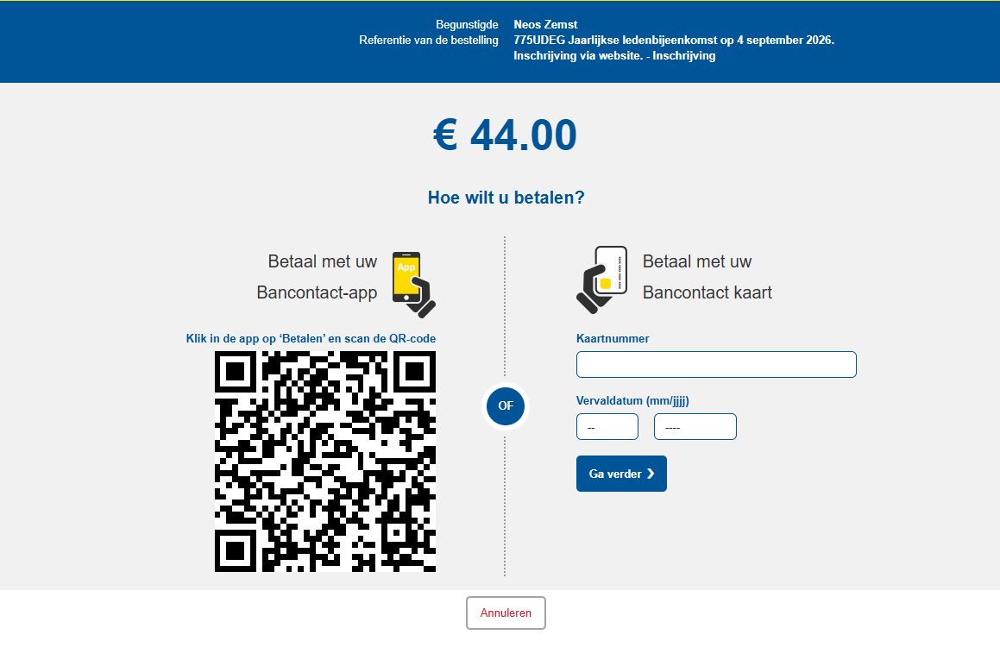 Begunstigde Neos Zemst
Referentie van de bestelling 775UDEG Jaarlijkse ledenbijeenkomst op 4 september 2026.
Inschrijving via website. - Inschrijving
€ 44.00
Hoe wilt u betalen?
Betaal met uw
Bancontact-app
App
Klik in de app op ‘Betalen’ en scan de QR-code
OF
Betaal met uw
Bancontact kaart
Kaartnummer
Vervaldatum (mm/jjjj)
-- ----
Ga verder ❯
Annuleren